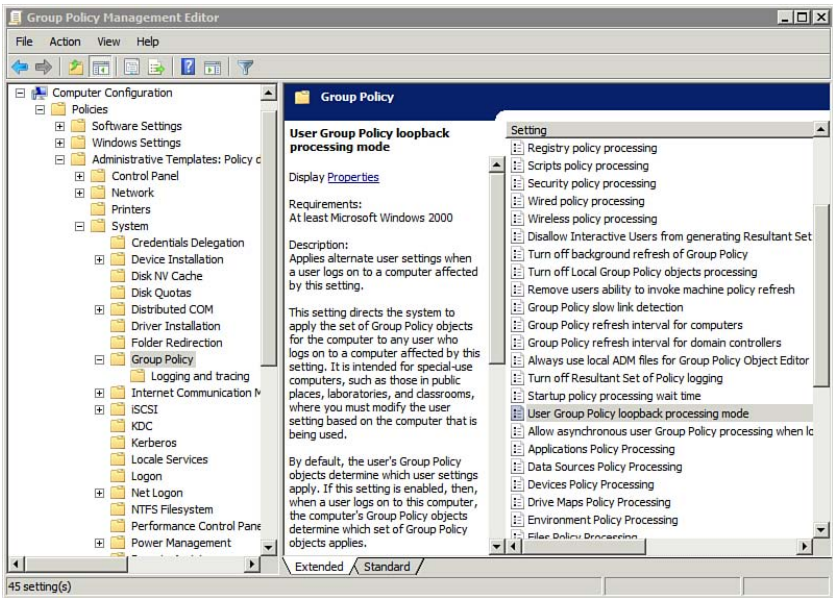 Group Policy Management Editor
File Action View Help
Computer Configuration
Policies
Software Settings
Windows Settings
Administrative Templates: Policy d
Control Panel
Network
Printers
System
Credentials Delegation
Device Installation
Disk NV Cache
Disk Quotas
Distributed COM
Driver Installation
Folder Redirection
Group Policy
Logging and tracing
Internet Communication M
iSCSI
KDC
Kerberos
Locale Services
Logon
Net Logon
NTFS Filesystem
Performance Control Pane
Power Management
Group Policy
User Group Policy loopback
processing mode
Display Properties
Requirements:
At least Microsoft Windows 2000
Description:
Applies alternate user settings when
a user logs on to a computer affected
by this setting.
This setting directs the system to
apply the set of Group Policy objects
for the computer to any user who
logs on to a computer affected by this
setting. It is intended for special-use
computers, such as those in public
places, laboratories, and classrooms,
where you must modify the user
setting based on the computer that is
being used.
By default, the user's Group Policy
objects determine which user settings
apply. If this setting is enabled, then,
when a user logs on to this computer,
the computer's Group Policy objects
determine which set of Group Policy
objects applies.
Setting
Registry policy processing
Scripts policy processing
Security policy processing
Wired policy processing
Wireless policy processing
Disallow Interactive Users from generating Resultant Set
Turn off background refresh of Group Policy
Turn off Local Group Policy objects processing
Remove users ability to invoke machine policy refresh
Group Policy slow link detection
Group Policy refresh interval for computers
Group Policy refresh interval for domain controllers
Always use local ADM files for Group Policy Object Editor
Turn off Resultant Set of Policy logging
Startup policy processing wait time
User Group Policy loopback processing mode
Allow asynchronous user Group Policy processing when lo
Applications Policy Processing
Data Sources Policy Processing
Devices Policy Processing
Drive Maps Policy Processing
Environment Policy Processing
Files Policy Processing
Extended Standard
45 setting(s)